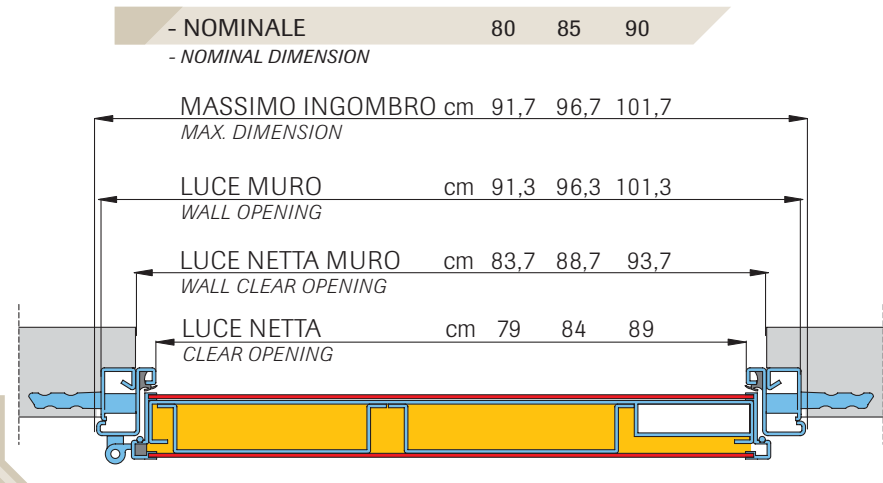 - NOMINALE 80 85 90
- NOMINAL DIMENSION
MASSIMO INGOMBRO cm 91,7 96,7 101,7
MAX. DIMENSION
LUCE MURO cm 91,3 96,3 101,3
WALL OPENING
LUCE NETTA MURO cm 83,7 88,7 93,7
WALL CLEAR OPENING
LUCE NETTA cm 79 84 89
CLEAR OPENING